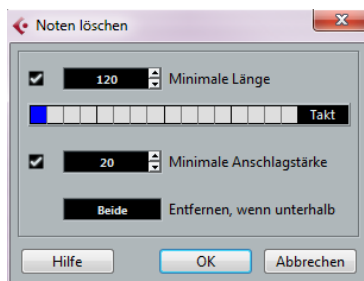 Noten löschen
120 Minimale Länge
Takt
20 Minimale Anschlagstärke
Beide Entfernen, wenn unterhalb
Hilfe OK Abbrechen